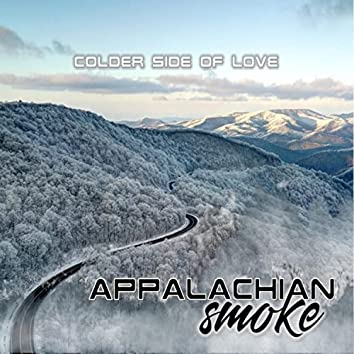 COLDER SIDE OF LOVE
APPALACHIAN
smoke